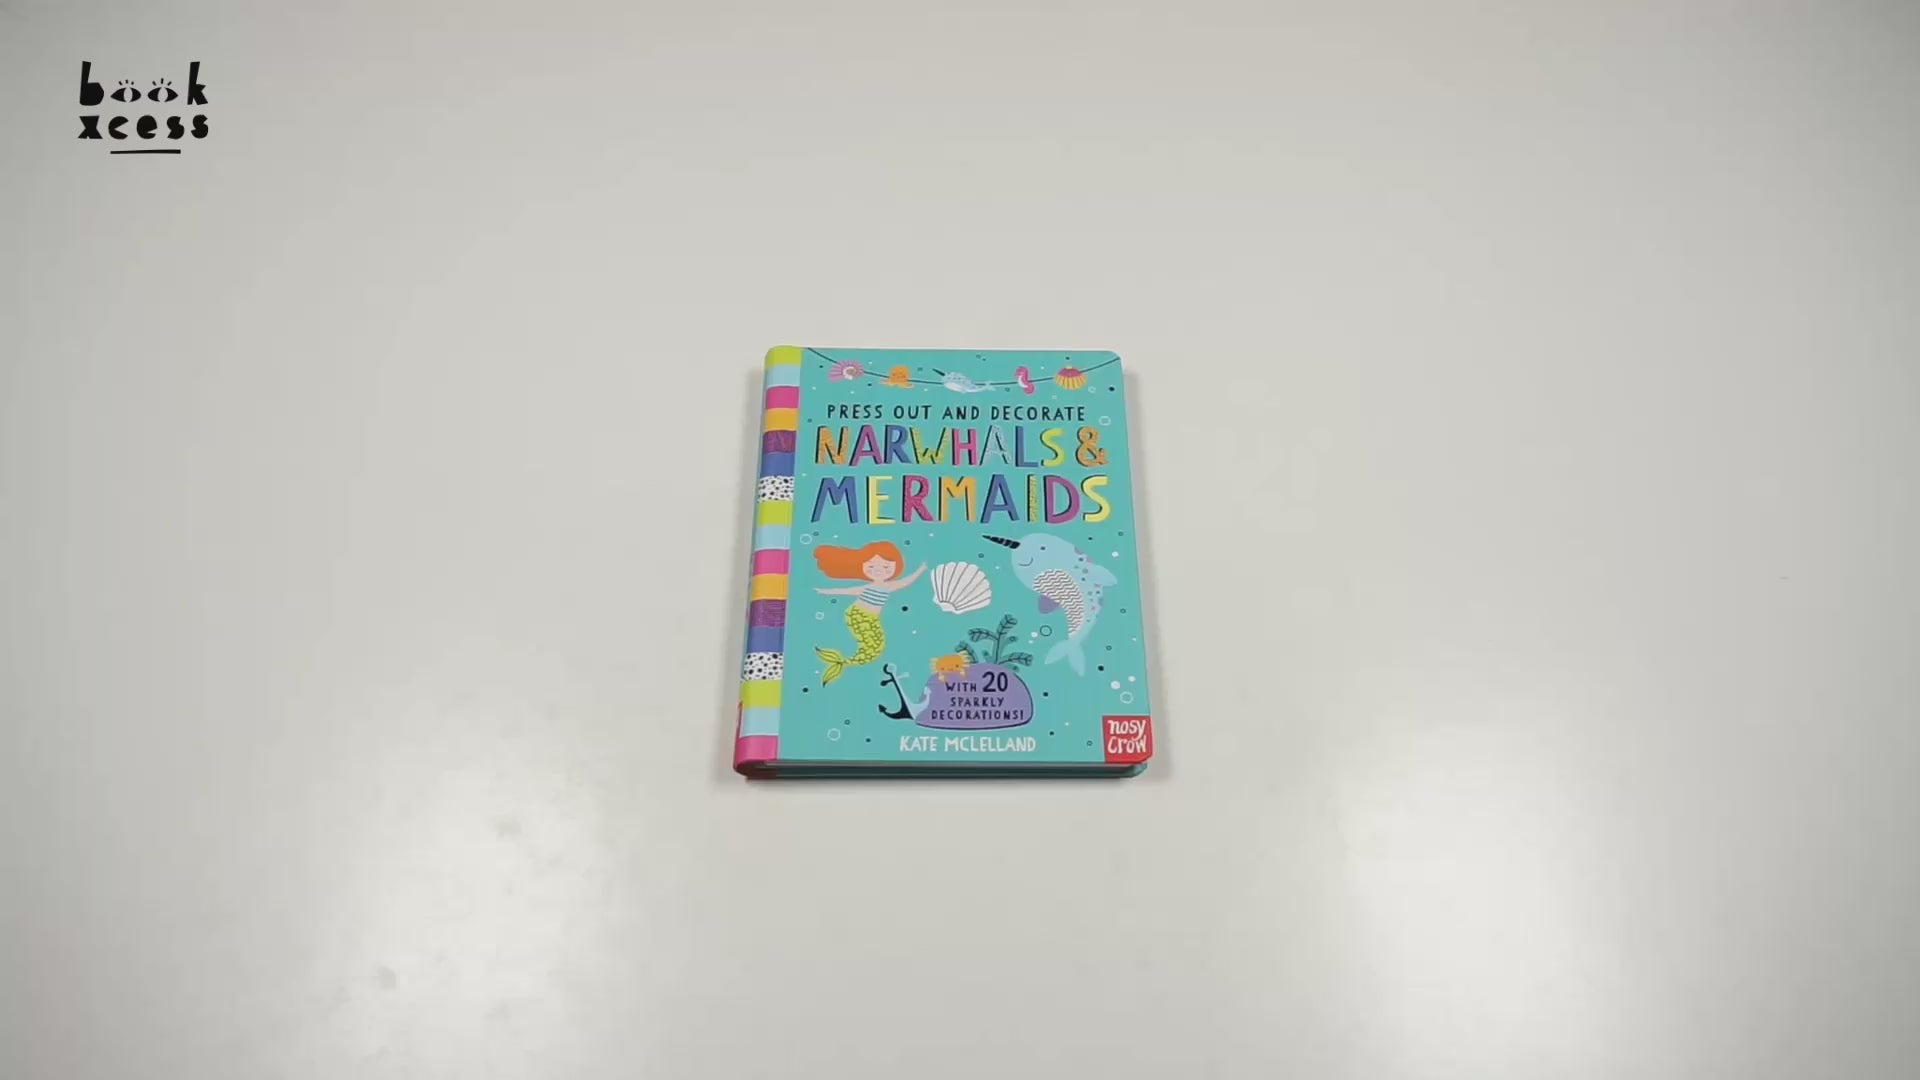 book
xcess
PRESS OUT AND DECORATE
NARWHALS &
MERMAIDS
WITH 20
SPARKLY
DECORATIONS!
KATE MCLELLAND
nosy
crow